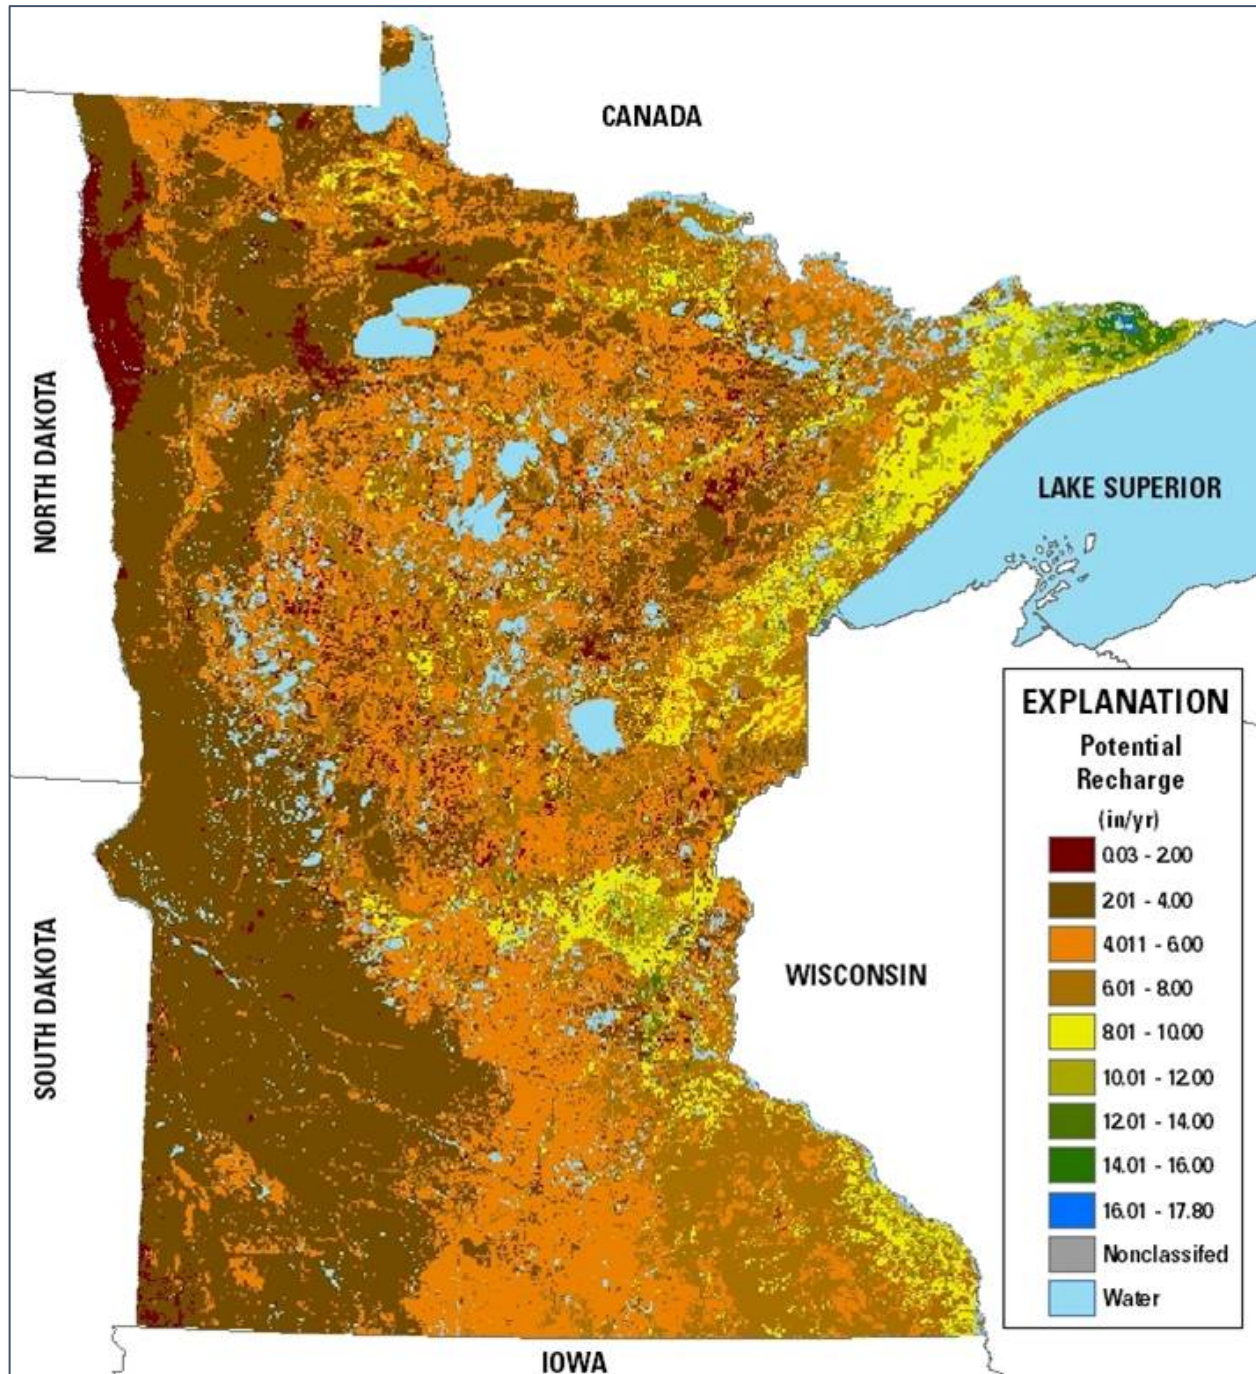 CANADA
NORTH DAKOTA
LAKE SUPERIOR
SOUTH DAKOTA
WISCONSIN
IOWA
EXPLANATION
Potential
Recharge
(in/yr)
0.03 - 2.00
2.01 - 4.00
4.011 - 6.00
6.01 - 8.00
8.01 - 10.00
10.01 - 12.00
12.01 - 14.00
14.01 - 16.00
16.01 - 17.80
Nonclassifed
Water